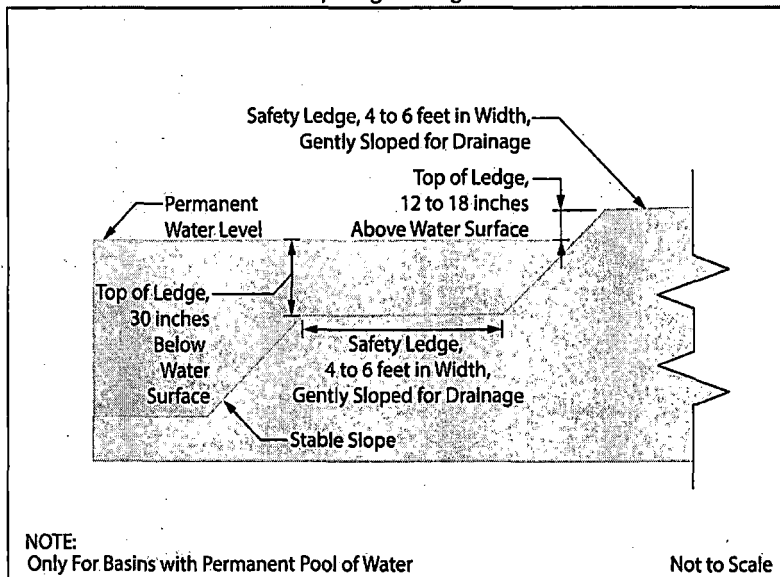 Safety Ledge, 4 to 6 feet in Width,
Gently Sloped for Drainage
Top of Ledge,
12 to 18 inches
Above Water Surface
Permanent
Water Level
Top of Ledge,
30 inches
Below
Water
Surface
Safety Ledge,
4 to 6 feet in Width,
Gently Sloped for Drainage
Stable Slope
NOTE:
Only For Basins with Permanent Pool of Water
Not to Scale